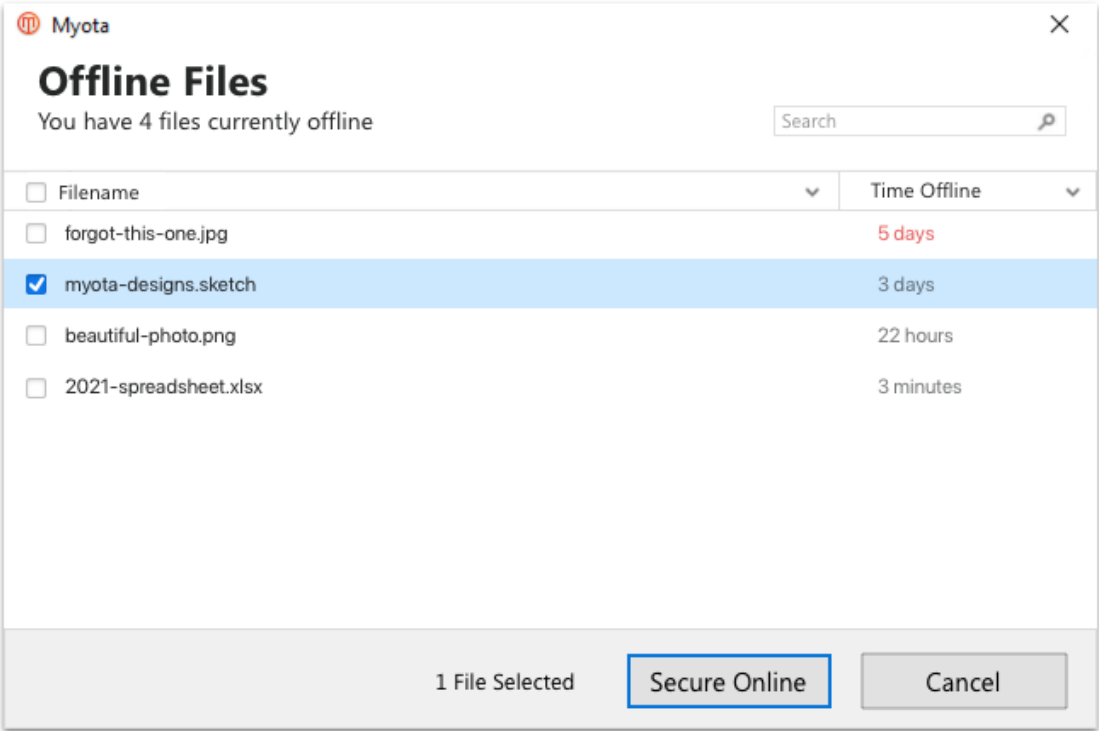 Myota
Offline Files
You have 4 files currently offline
Search
Filename Time Offline
forgot-this-one.jpg 5 days
myota-designs.sketch 3 days
beautiful-photo.png 22 hours
2021-spreadsheet.xlsx 3 minutes
1 File Selected Secure Online Cancel